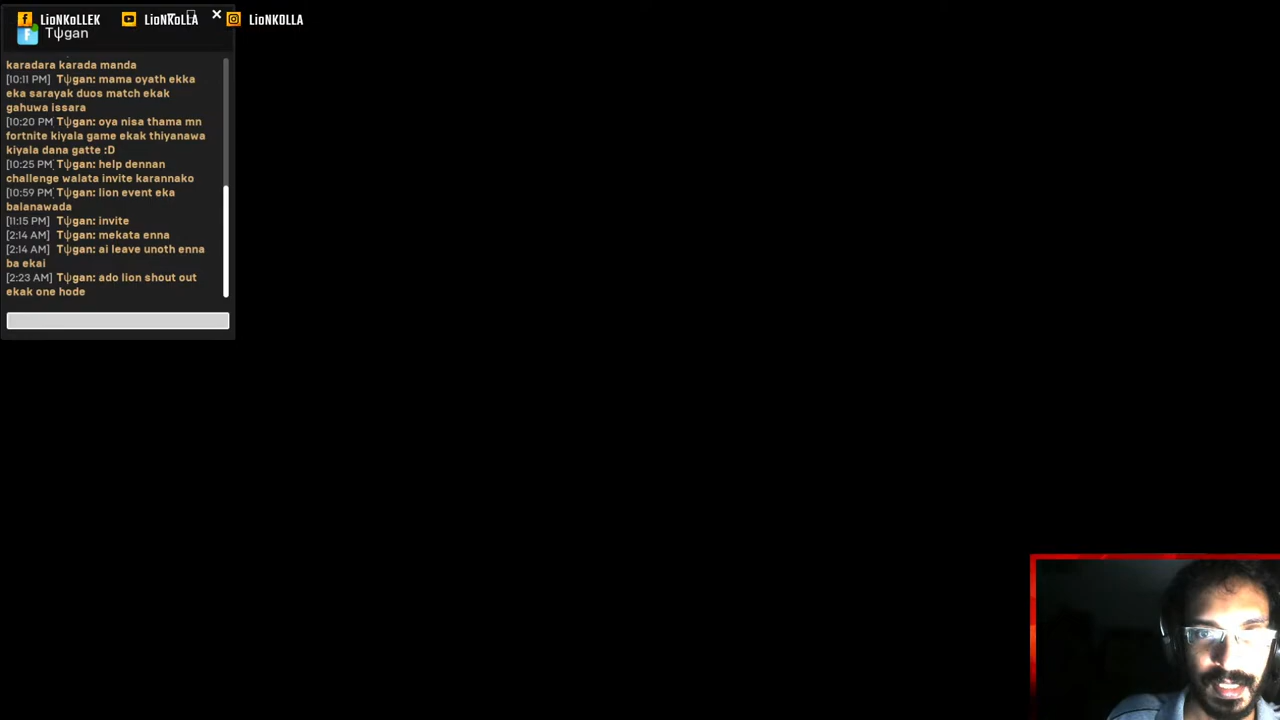 LiONKOLLEK LiONKOLLA LiONKOLLA
Tψgan
karadara karada manda
[10:11 PM] Tψgan: mama oyath ekka
eka sarayak duos match ekak
gahuwa issara
[10:20 PM] Tψgan: oya nisa thama mn
fortnite kiyala game ekak thiyanawa
kiyala dana gatte :D
[10:25 PM] Tψgan: help dennan
challenge walata invite karannako
[10:59 PM] Tψgan: lion event eka
balanawada
[11:15 PM] Tψgan: invite
[2:14 AM] Tψgan: mekata enna
[2:14 AM] Tψgan: ai leave unoth enna
ba ekai
[2:23 AM] Tψgan: ado lion shout out
ekak one hode